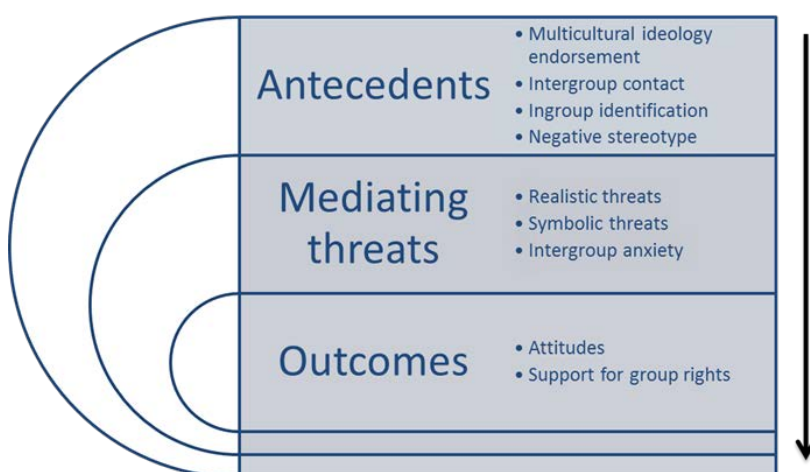 Antecedents
• Multicultural ideology
endorsement
• Intergroup contact
• Ingroup identification
• Negative stereotype
Mediating
threats
• Realistic threats
• Symbolic threats
• Intergroup anxiety
Outcomes
• Attitudes
• Support for group rights